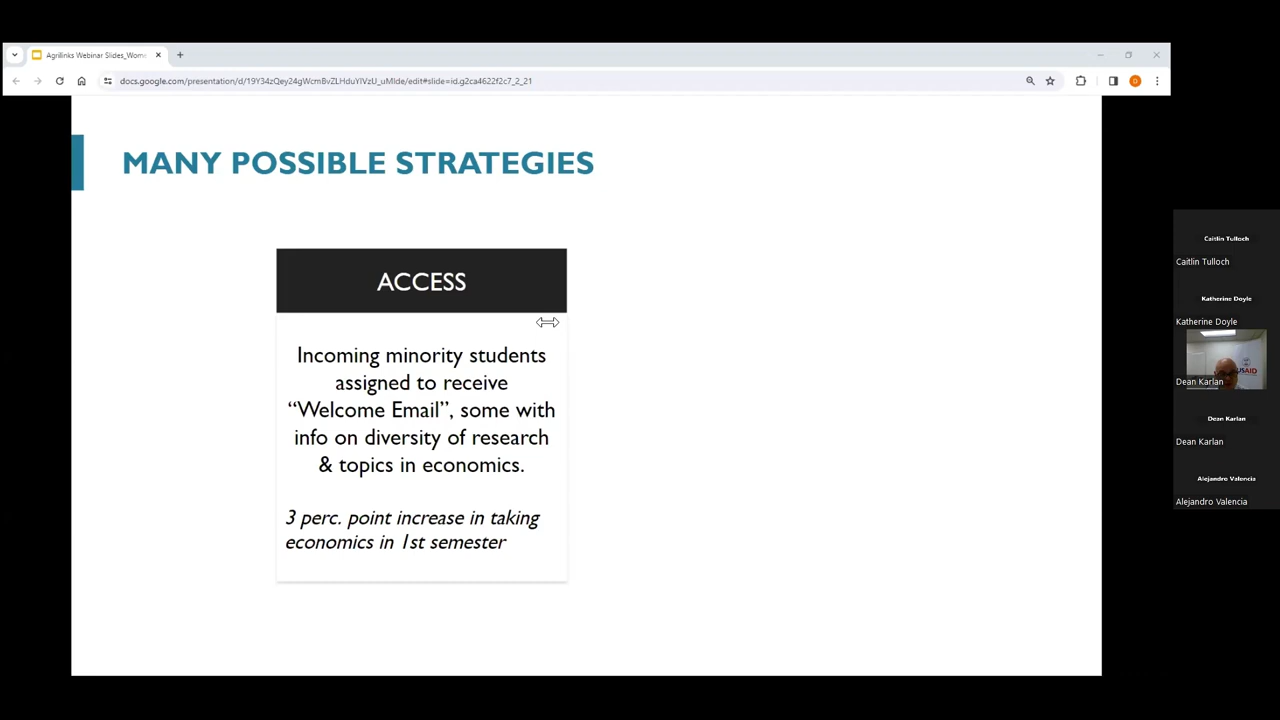 Agrilinks Webinar Slides_Wome
docs.google.com/presentation/d/19Y34zQey24gWcmBvZLHduYlVzU_uMlde/edit#slide=id.g2ca4622f2c7_2_21
MANY POSSIBLE STRATEGIES
ACCESS
Incoming minority students
assigned to receive
“Welcome Email”, some with
info on diversity of research
& topics in economics.
3 perc. point increase in taking
economics in 1st semester
Caitlin Tulloch
Caitlin Tulloch
Katherine Doyle
Katherine Doyle
USAID
Dean Karlan
Dean Karlan
Dean Karlan
Alejandro Valencia
Alejandro Valencia